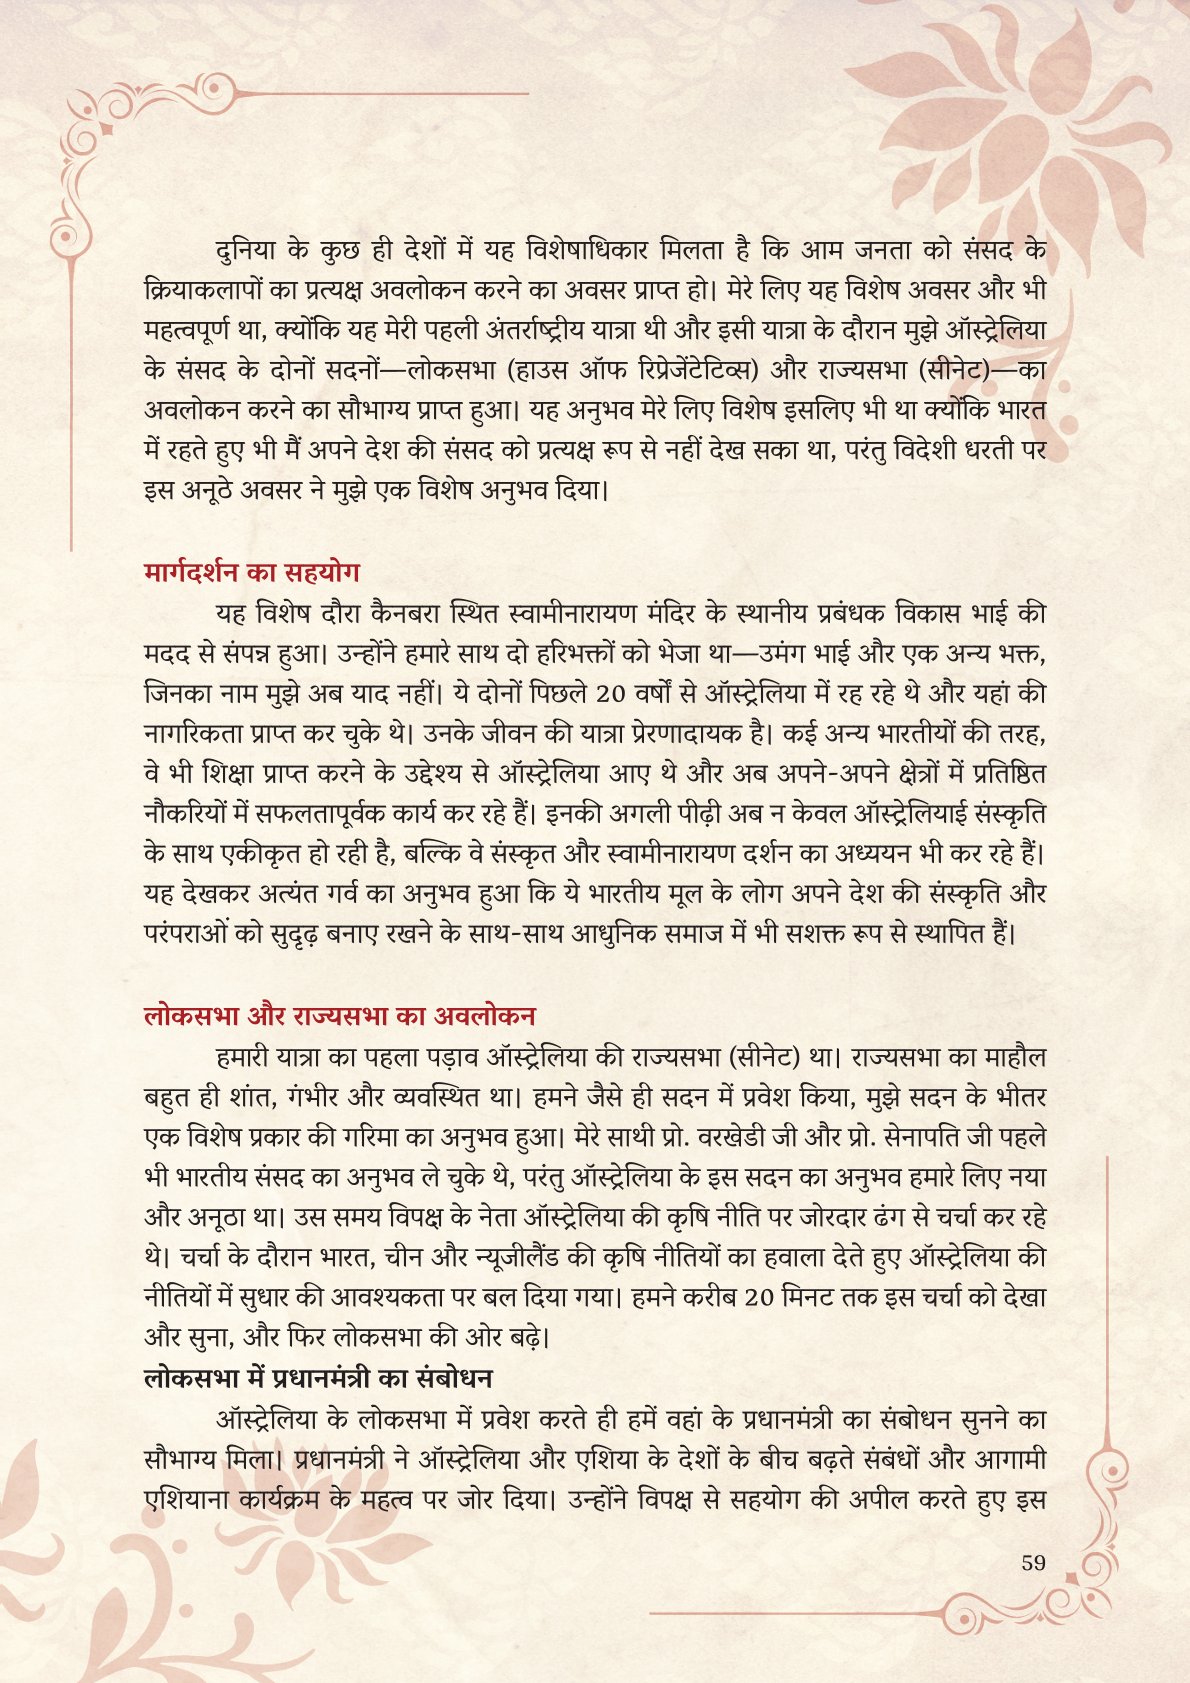 दुनिया के कुछ ही देशों में यह विशेषाधिकार मिलता है कि आम जनता को संसद के
क्रियाकलापों का प्रत्यक्ष अवलोकन करने का अवसर प्राप्त हो। मेरे लिए यह विशेष अवसर और भी
महत्वपूर्ण था, क्योंकि यह मेरी पहली अंतर्राष्ट्रीय यात्रा थी और इसी यात्रा के दौरान मुझे ऑस्ट्रेलिया
के संसद के दोनों सदनों—लोकसभा (हाउस ऑफ रिप्रेजेंटेटिव्स) और राज्यसभा (सीनेट)—का
अवलोकन करने का सौभाग्य प्राप्त हुआ। यह अनुभव मेरे लिए विशेष इसलिए भी था क्योंकि भारत
में रहते हुए भी मैं अपने देश की संसद को प्रत्यक्ष रूप से नहीं देख सका था, परंतु विदेशी धरती पर
इस अनूठे अवसर ने मुझे एक विशेष अनुभव दिया।
मार्गदर्शन का सहयोग
यह विशेष दौरा कैनबरा स्थित स्वामीनारायण मंदिर के स्थानीय प्रबंधक विकास भाई की
मदद से संपन्न हुआ। उन्होंने हमारे साथ दो हरिभक्तों को भेजा था—उमंग भाई और एक अन्य भक्त,
जिनका नाम मुझे अब याद नहीं। ये दोनों पिछले 20 वर्षों से ऑस्ट्रेलिया में रह रहे थे और यहां की
नागरिकता प्राप्त कर चुके थे। उनके जीवन की यात्रा प्रेरणादायक है। कई अन्य भारतीयों की तरह,
वे भी शिक्षा प्राप्त करने के उद्देश्य से ऑस्ट्रेलिया आए थे और अब अपने-अपने क्षेत्रों में प्रतिष्ठित
नौकरियों में सफलतापूर्वक कार्य कर रहे हैं। इनकी अगली पीढ़ी अब न केवल ऑस्ट्रेलियाई संस्कृति
के साथ एकीकृत हो रही है, बल्कि वे संस्कृत और स्वामीनारायण दर्शन का अध्ययन भी कर रहे हैं।
यह देखकर अत्यंत गर्व का अनुभव हुआ कि ये भारतीय मूल के लोग अपने देश की संस्कृति और
परंपराओं को सुदृढ़ बनाए रखने के साथ-साथ आधुनिक समाज में भी सशक्त रूप से स्थापित हैं।
लोकसभा और राज्यसभा का अवलोकन
हमारी यात्रा का पहला पड़ाव ऑस्ट्रेलिया की राज्यसभा (सीनेट) था। राज्यसभा का माहौल
बहुत ही शांत, गंभीर और व्यवस्थित था। हमने जैसे ही सदन में प्रवेश किया, मुझे सदन के भीतर
एक विशेष प्रकार की गरिमा का अनुभव हुआ। मेरे साथी प्रो. वरखेडी जी और प्रो. सेनापति जी पहले
भी भारतीय संसद का अनुभव ले चुके थे, परंतु ऑस्ट्रेलिया के इस सदन का अनुभव हमारे लिए नया
और अनूठा था। उस समय विपक्ष के नेता ऑस्ट्रेलिया की कृषि नीति पर जोरदार ढंग से चर्चा कर रहे
थे। चर्चा के दौरान भारत, चीन और न्यूजीलैंड की कृषि नीतियों का हवाला देते हुए ऑस्ट्रेलिया की
नीतियों में सुधार की आवश्यकता पर बल दिया गया। हमने करीब 20 मिनट तक इस चर्चा को देखा
और सुना, और फिर लोकसभा की ओर बढ़े।
लोकसभा में प्रधानमंत्री का संबोधन
ऑस्ट्रेलिया के लोकसभा में प्रवेश करते ही हमें वहां के प्रधानमंत्री का संबोधन सुनने का
सौभाग्य मिला। प्रधानमंत्री ने ऑस्ट्रेलिया और एशिया के देशों के बीच बढ़ते संबंधों और आगामी
एशियाना कार्यक्रम के महत्व पर जोर दिया। उन्होंने विपक्ष से सहयोग की अपील करते हुए इस
59